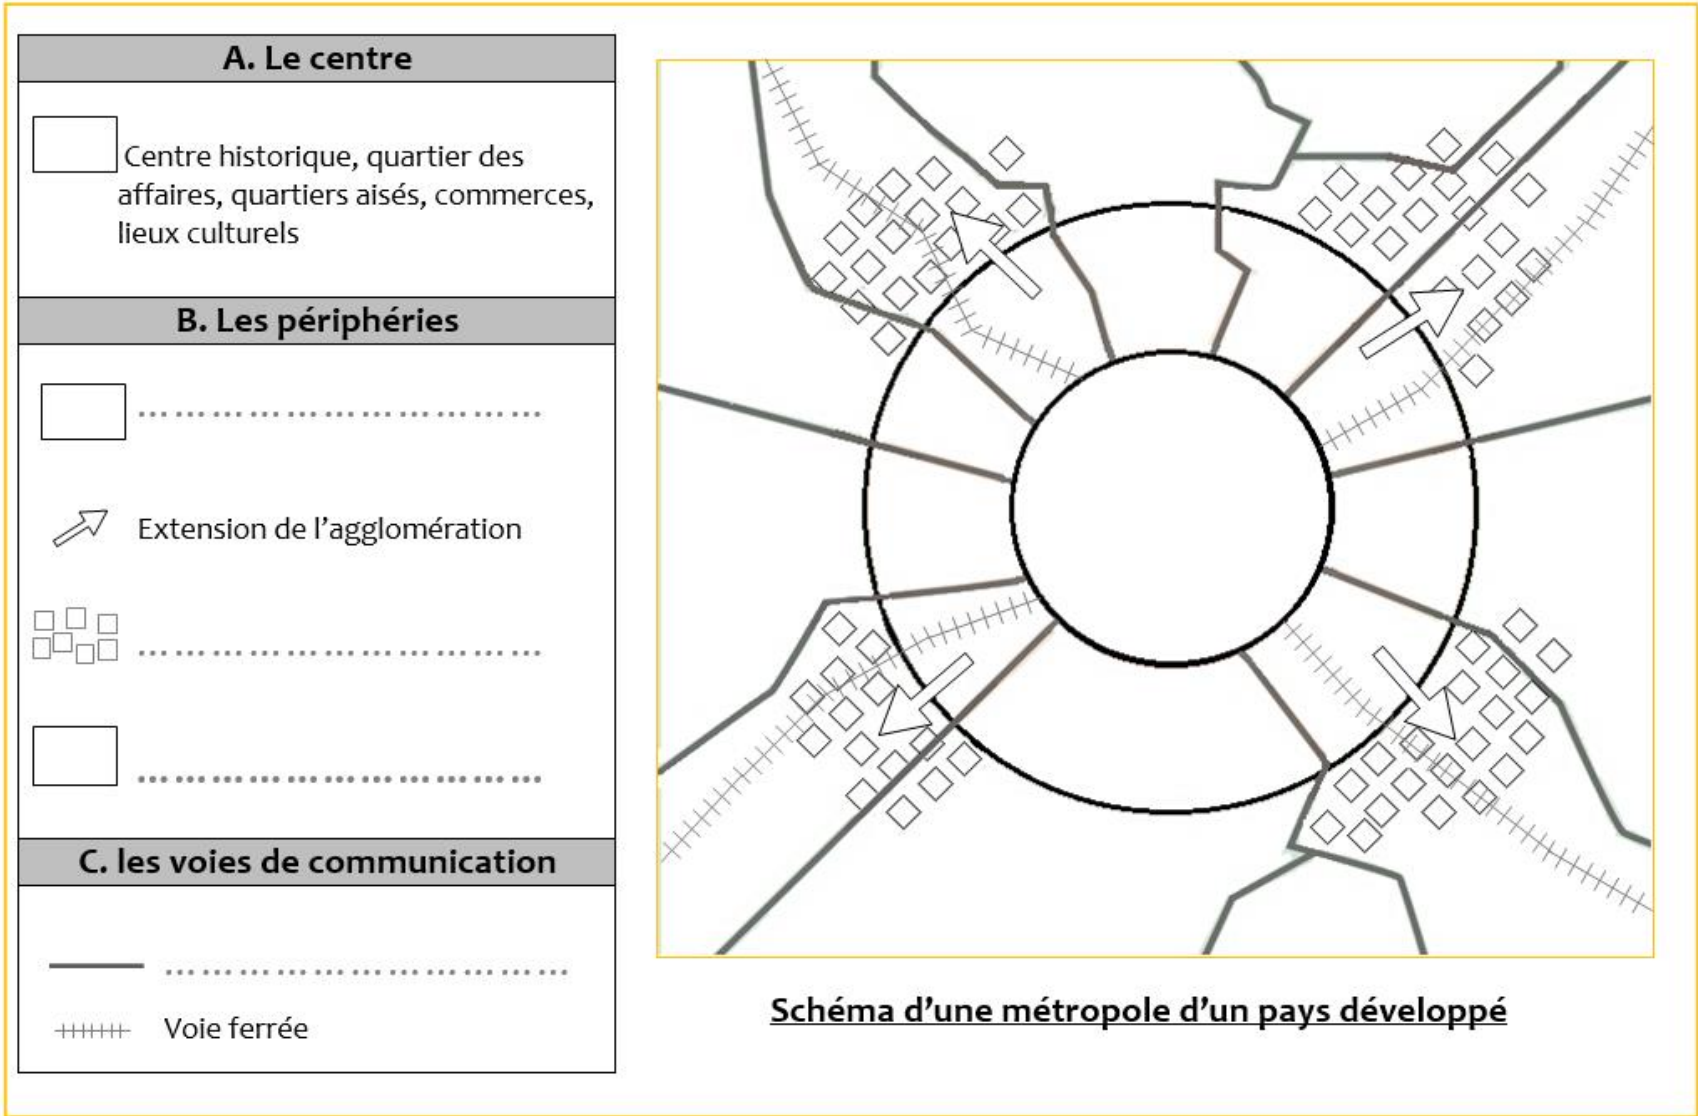 A. Le centre
Centre historique, quartier des
affaires, quartiers aisés, commerces,
lieux culturels
B. Les périphéries
……………………………
Extension de l’agglomération
……………………………
……………………………
C. les voies de communication
……………………………
Voie ferrée
Schéma d’une métropole d’un pays développé